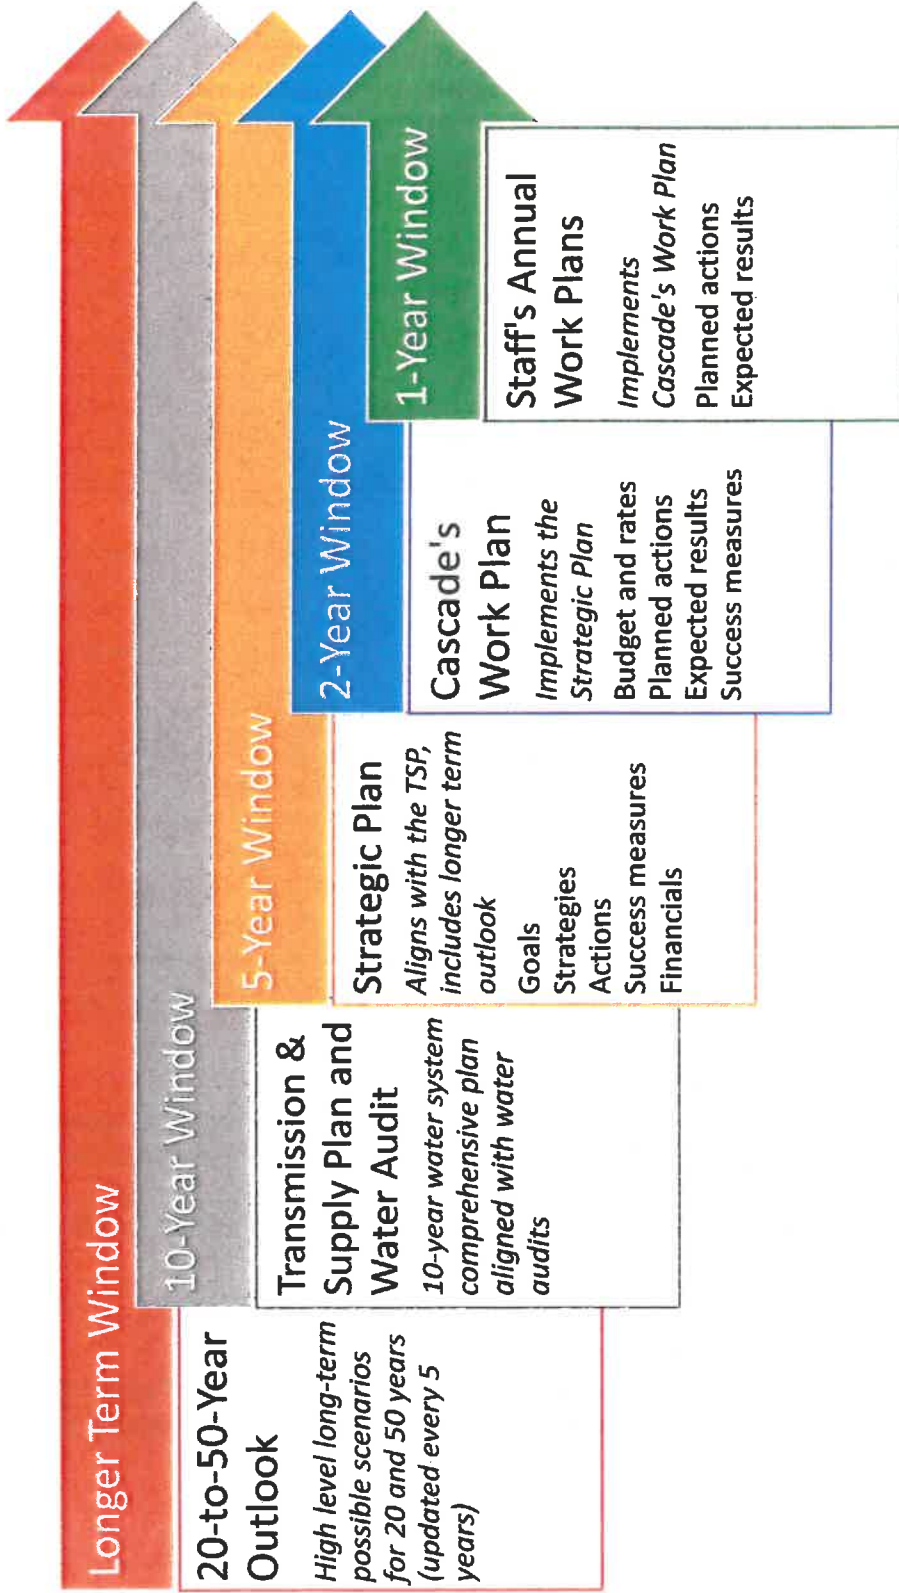 Longer Term Window
20-to-50-Year
Outlook
High level long-term
possible scenarios
for 20 and 50 years
(updated every 5
years)
10-Year Window
Transmission &
Supply Plan and
Water Audit
10-year water system
comprehensive plan
aligned with water
audits
5-Year Window
Strategic Plan
Aligns with the TSP,
includes longer term
outlook
Goals
Strategies
Actions
Success measures
Financials
2-Year Window
Cascade's
Work Plan
Implements the
Strategic Plan
Budget and rates
Planned actions
Expected results
Success measures
1-Year Window
Staff's Annual
Work Plans
Implements
Cascade's Work Plan
Planned actions
Expected results